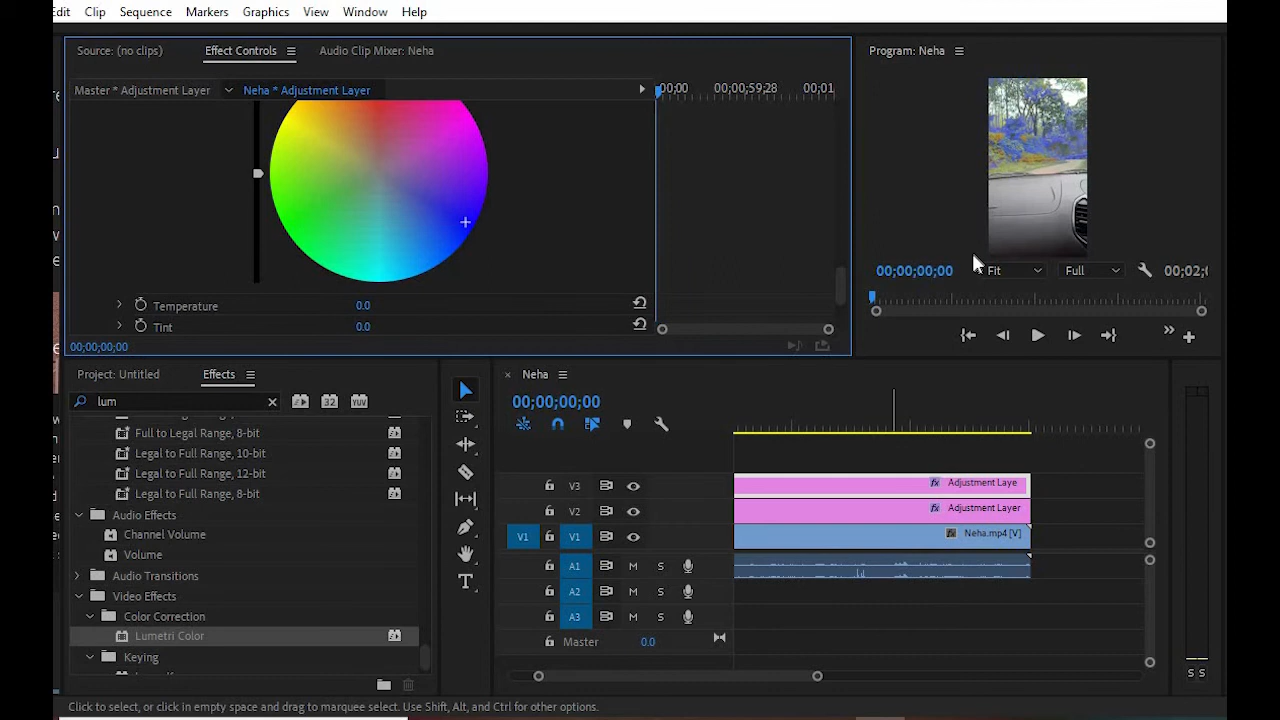 dit Clip Sequence Markers Graphics View Window Help
Source: (no clips) Effect Controls Audio Clip Mixer: Neha
Program: Neha
Master * Adjustment Layer Neha * Adjustment Layer
00;00 00;00;59;28 00;01
Temperature 0.0
Tint 0.0
00;00;00;00
00;00;00;00 Fit Full 00;02;(
Project: Untitled Effects
lum
Full to Legal Range, 8-bit
Legal to Full Range, 10-bit
Legal to Full Range, 12-bit
Legal to Full Range, 8-bit
Audio Effects
Channel Volume
Volume
Audio Transitions
Video Effects
Color Correction
Lumetri Color
Keying
Neha
00;00;00;00
V3 Adjustment Laye
V2 Adjustment Layer
V1 V1 Neha.mp4 [V]
A1 M S
A2 M S
A3 M S
Master 0.0
S S
Click to select, or click in empty space and drag to marquee select. Use Shift, Alt, and Ctrl for other options.